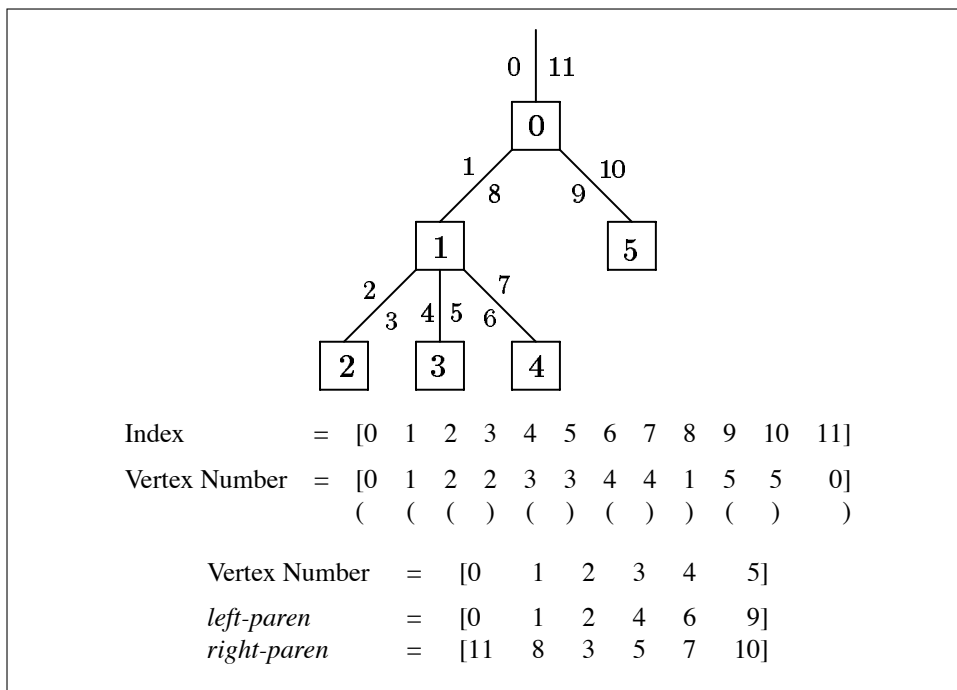 0 11
0
1 10
8 9
1 5
2 7
3 4 5 6
2 3 4
Index = [0 1 2 3 4 5 6 7 8 9 10 11]
Vertex Number = [0 1 2 2 3 3 4 4 1 5 5 0]
( ( ( ) ( ) ( ) ) ( ) )
Vertex Number = [0 1 2 3 4 5]
left-paren = [0 1 2 4 6 9]
right-paren = [11 8 3 5 7 10]